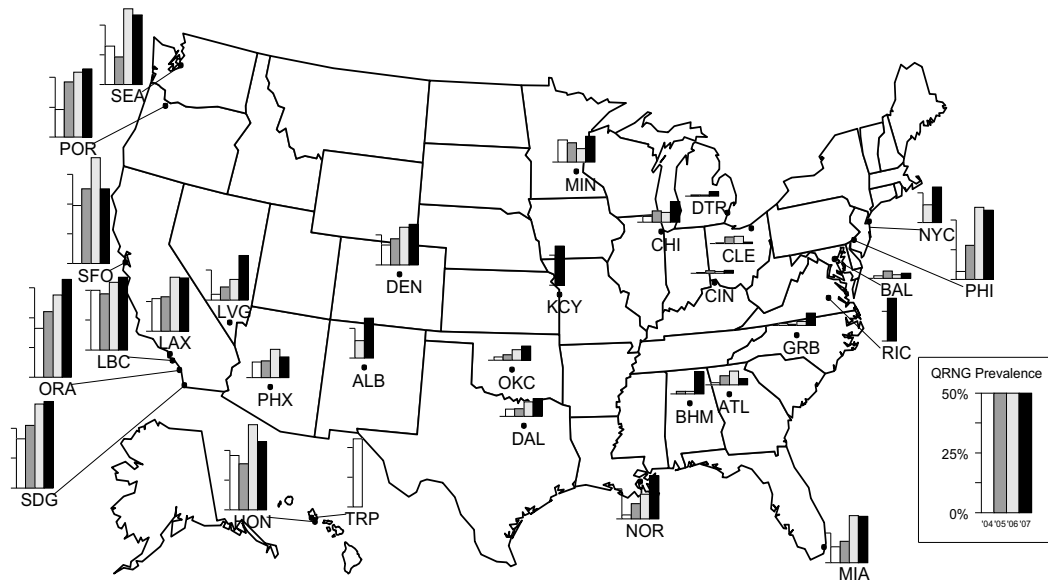 SEA
POR
SFO
ORA
LBC
LAX
LVG
SDG
PHX
ALB
DEN
HON
TRP
MIN
KCY
OKC
DAL
NOR
CHI
DTR
CLE
CIN
BHM
ATL
GRB
RIC
BAL
PHI
NYC
MIA
QRNG Prevalence
50%
25%
0%
'04 '05 '06 '07